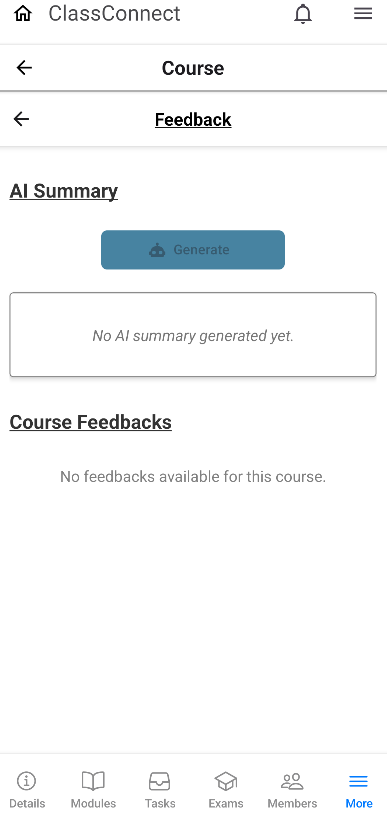 ClassConnect
Course
Feedback
AI Summary
Generate
No AI summary generated yet.
Course Feedbacks
No feedbacks available for this course.
Details Modules Tasks Exams Members More